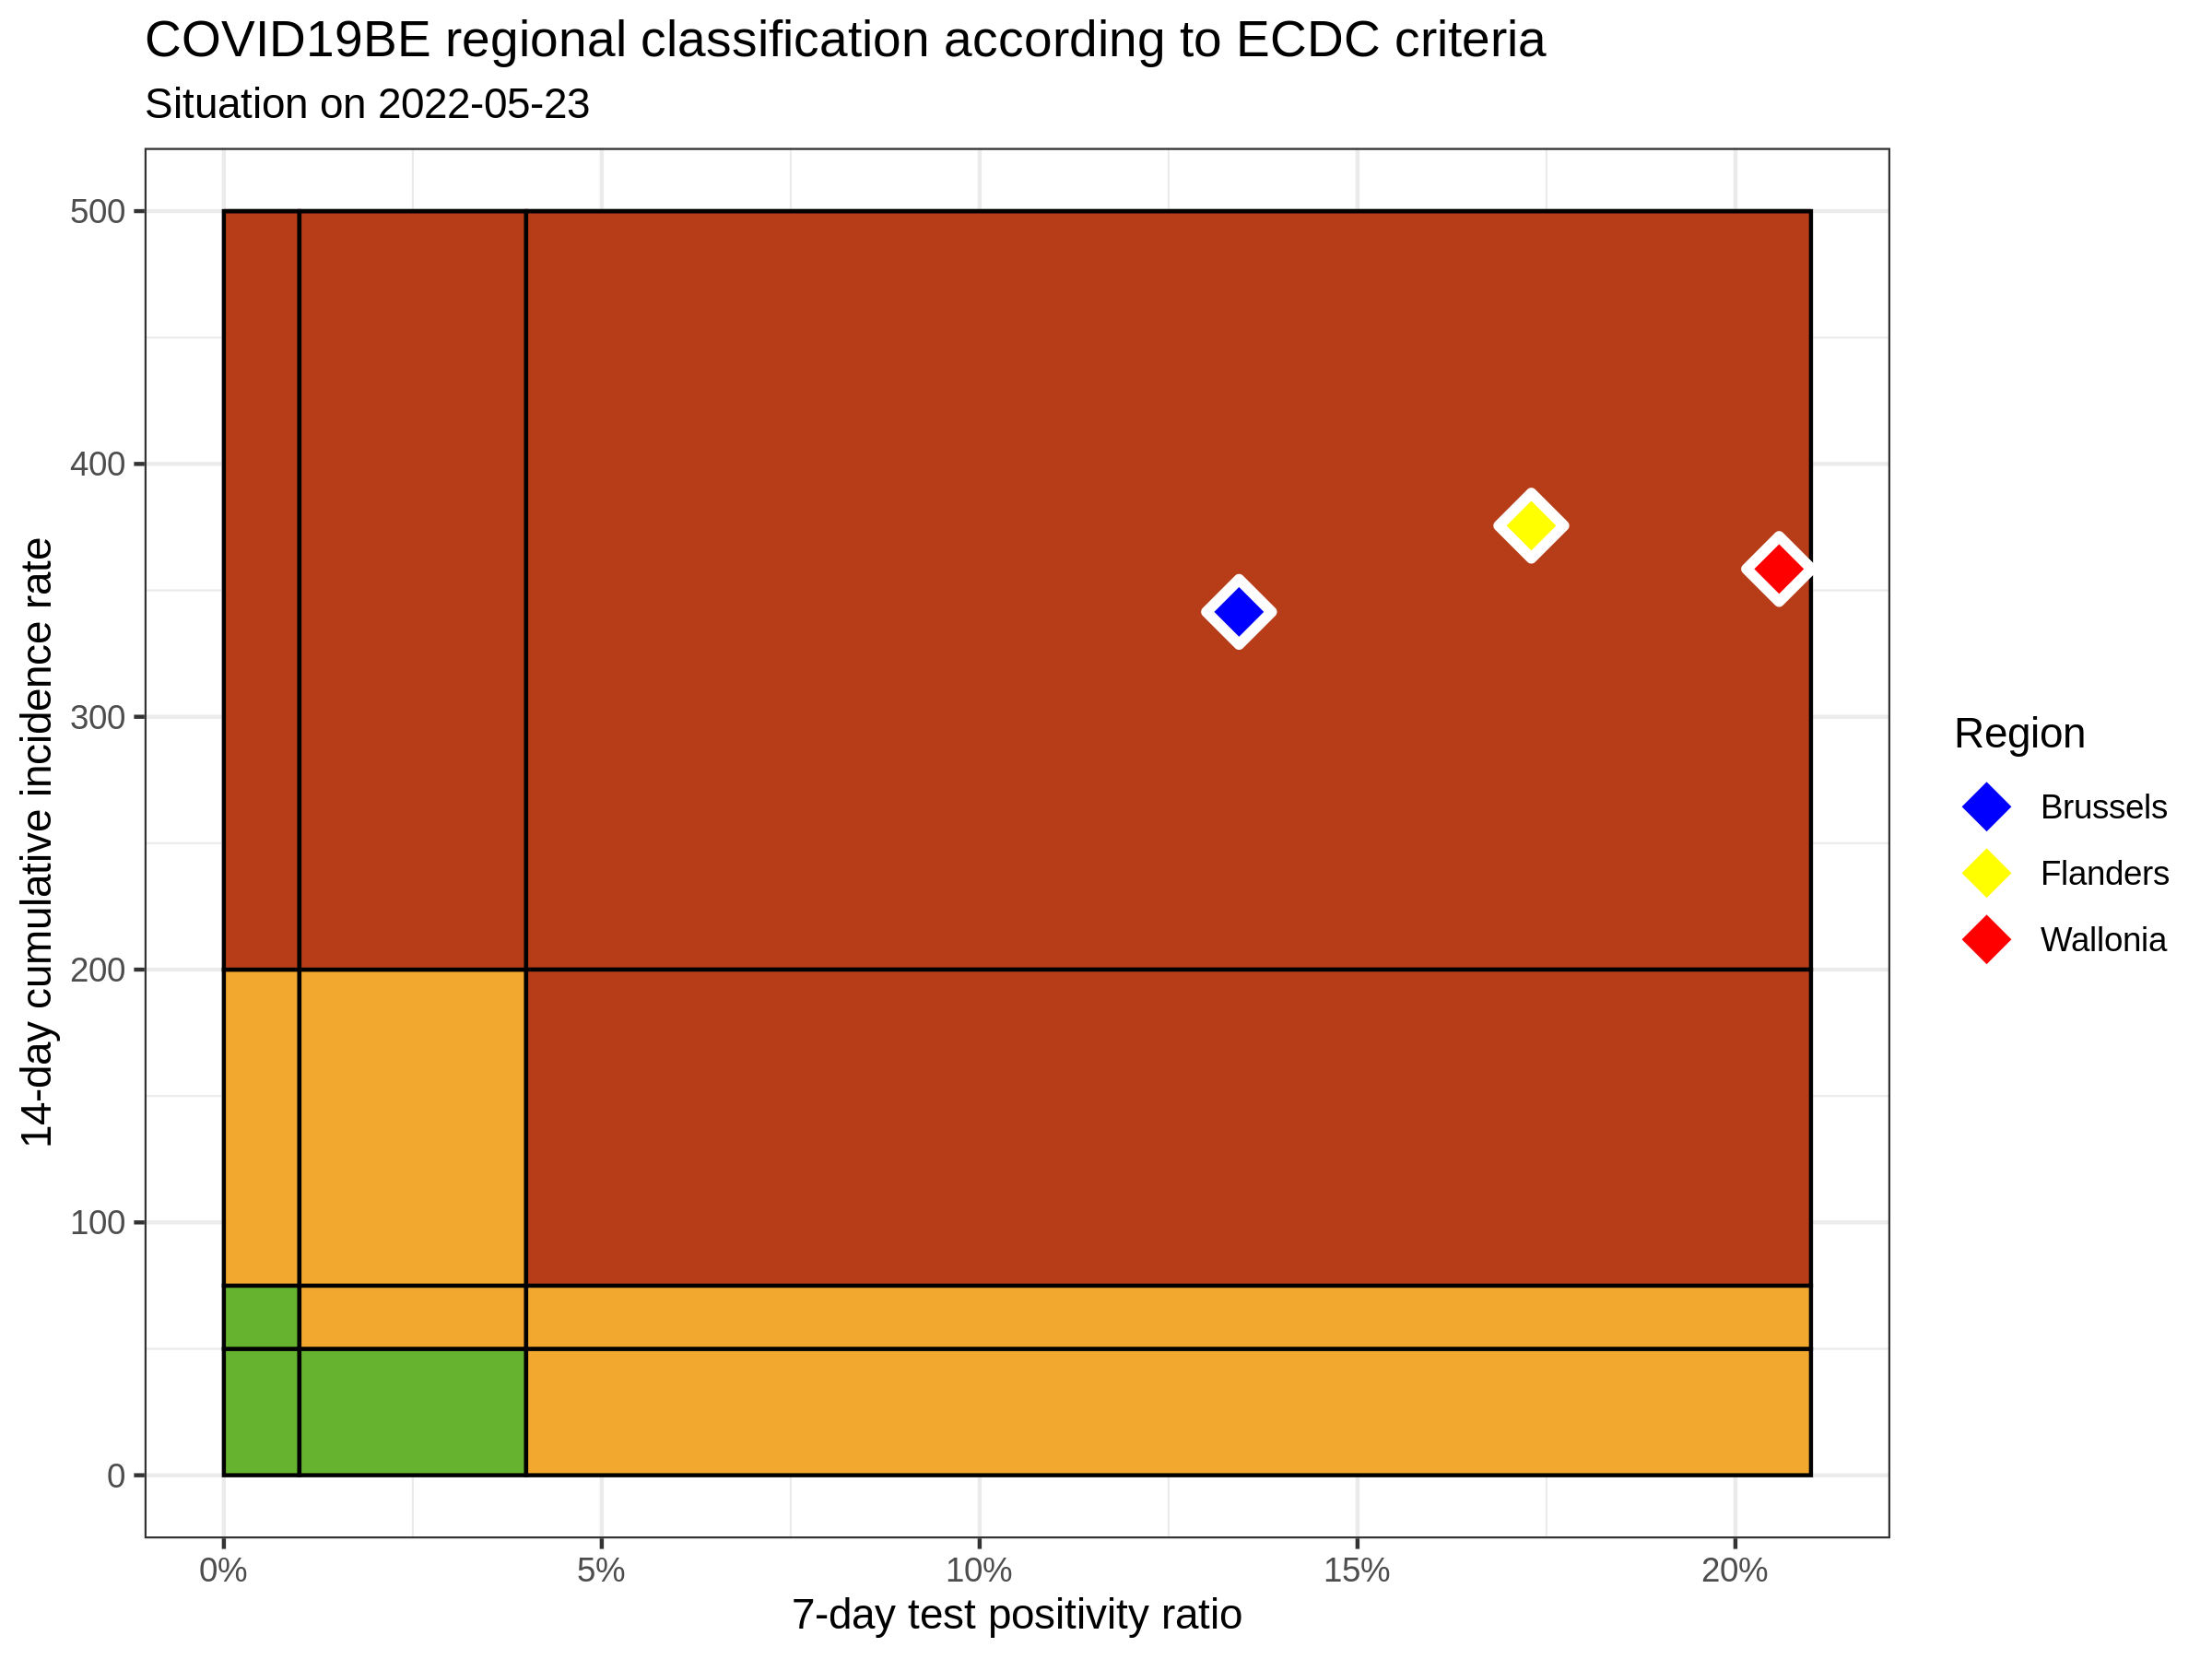 COVID19BE regional classification according to ECDC criteria
Situation on 2022-05-23
14-day cumulative incidence rate
500
400
300
200
100
0
0% 5% 10% 15% 20%
7-day test positivity ratio
Region
Brussels
Flanders
Wallonia